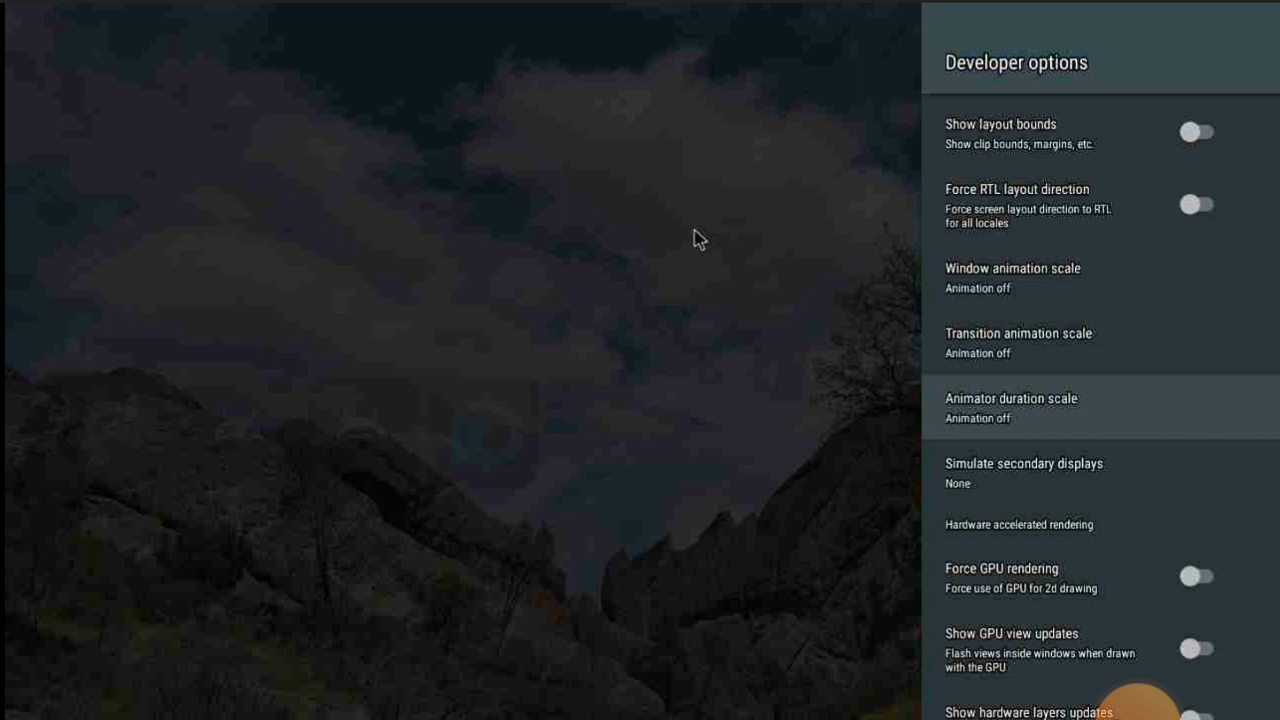 Developer options
Show layout bounds
Show clip bounds, margins, etc.
Force RTL layout direction
Force screen layout direction to RTL
for all locales
Window animation scale
Animation off
Transition animation scale
Animation off
Animator duration scale
Animation off
Simulate secondary displays
None
Hardware accelerated rendering
Force GPU rendering
Force use of GPU for 2d drawing
Show GPU view updates
Flash views inside windows when drawn
with the GPU
Show hardware layers updates